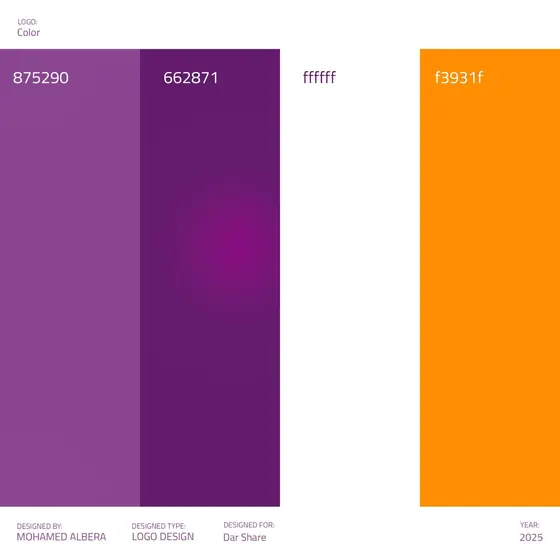 LOGO:
Color
875290
662871
ffffff
f3931f
DESIGNED BY:
MOHAMED ALBERA
DESIGNED TYPE:
LOGO DESIGN
DESIGNED FOR:
Dar Share
YEAR:
2025